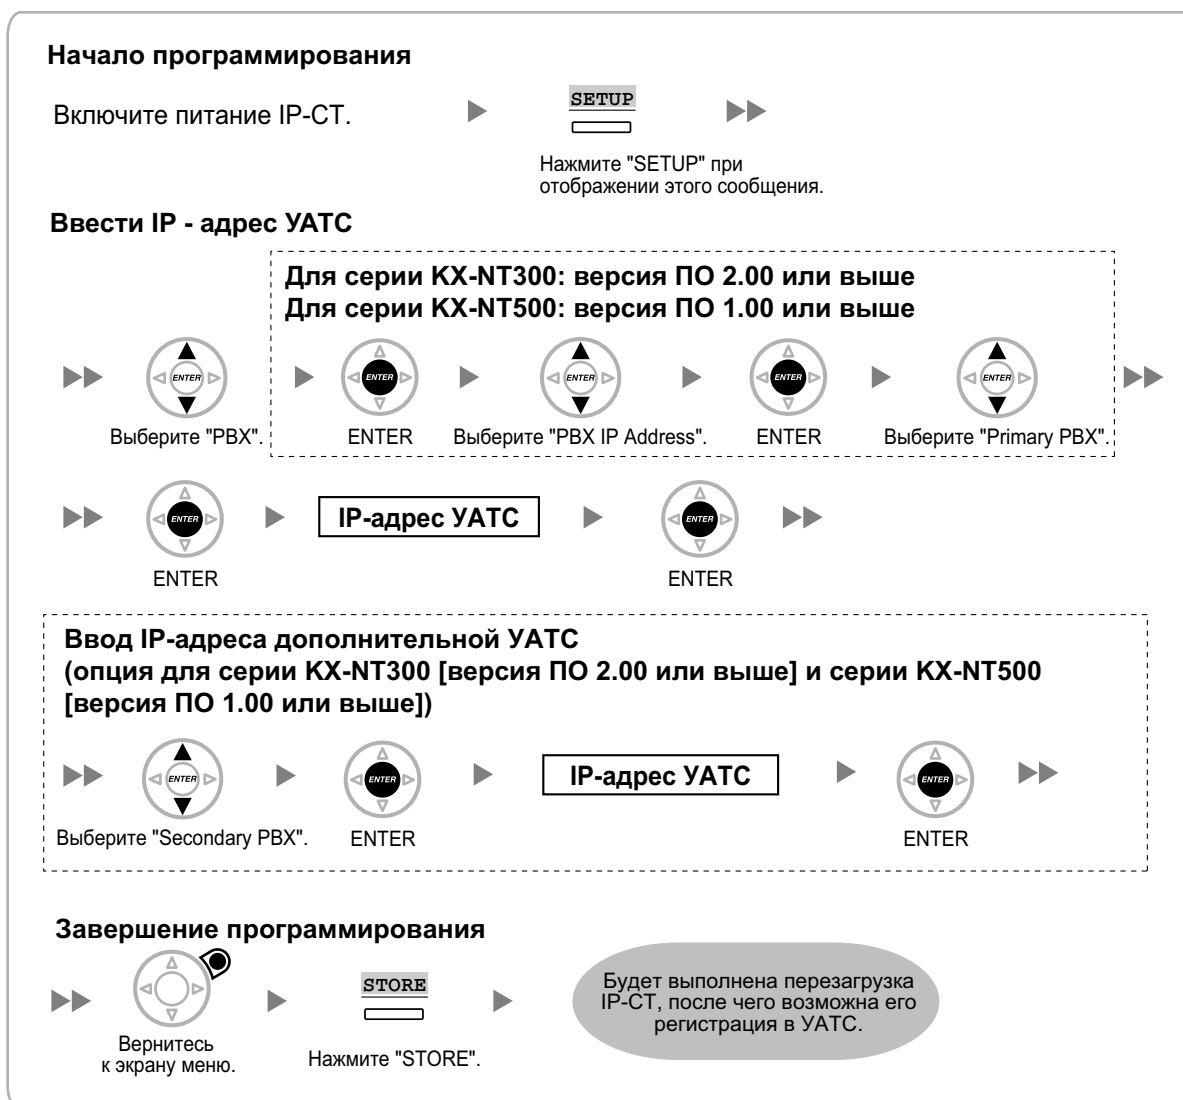 Начало программирования
Включите питание IP-СТ.
SETUP
Нажмите "SETUP" при
отображении этого сообщения.
Ввести IP - адрес УАТС
Для серии KX-NT300: версия ПО 2.00 или выше
Для серии KX-NT500: версия ПО 1.00 или выше
ENTER ENTER ENTER ENTER ENTER
Выберите "PBX". ENTER Выберите "PBX IP Address". ENTER Выберите "Primary PBX".
ENTER IP-адрес УАТС ENTER
ENTER ENTER
Ввод IP-адреса дополнительной УАТС
(опция для серии KX-NT300 [версия ПО 2.00 или выше] и серии KX-NT500
[версия ПО 1.00 или выше])
ENTER ENTER IP-адрес УАТС ENTER
Выберите "Secondary PBX". ENTER ENTER
Завершение программирования
STORE
Вернитесь
к экрану меню.
Нажмите "STORE".
Будет выполнена перезагрузка
IP-СТ, после чего возможна его
регистрация в УАТС.